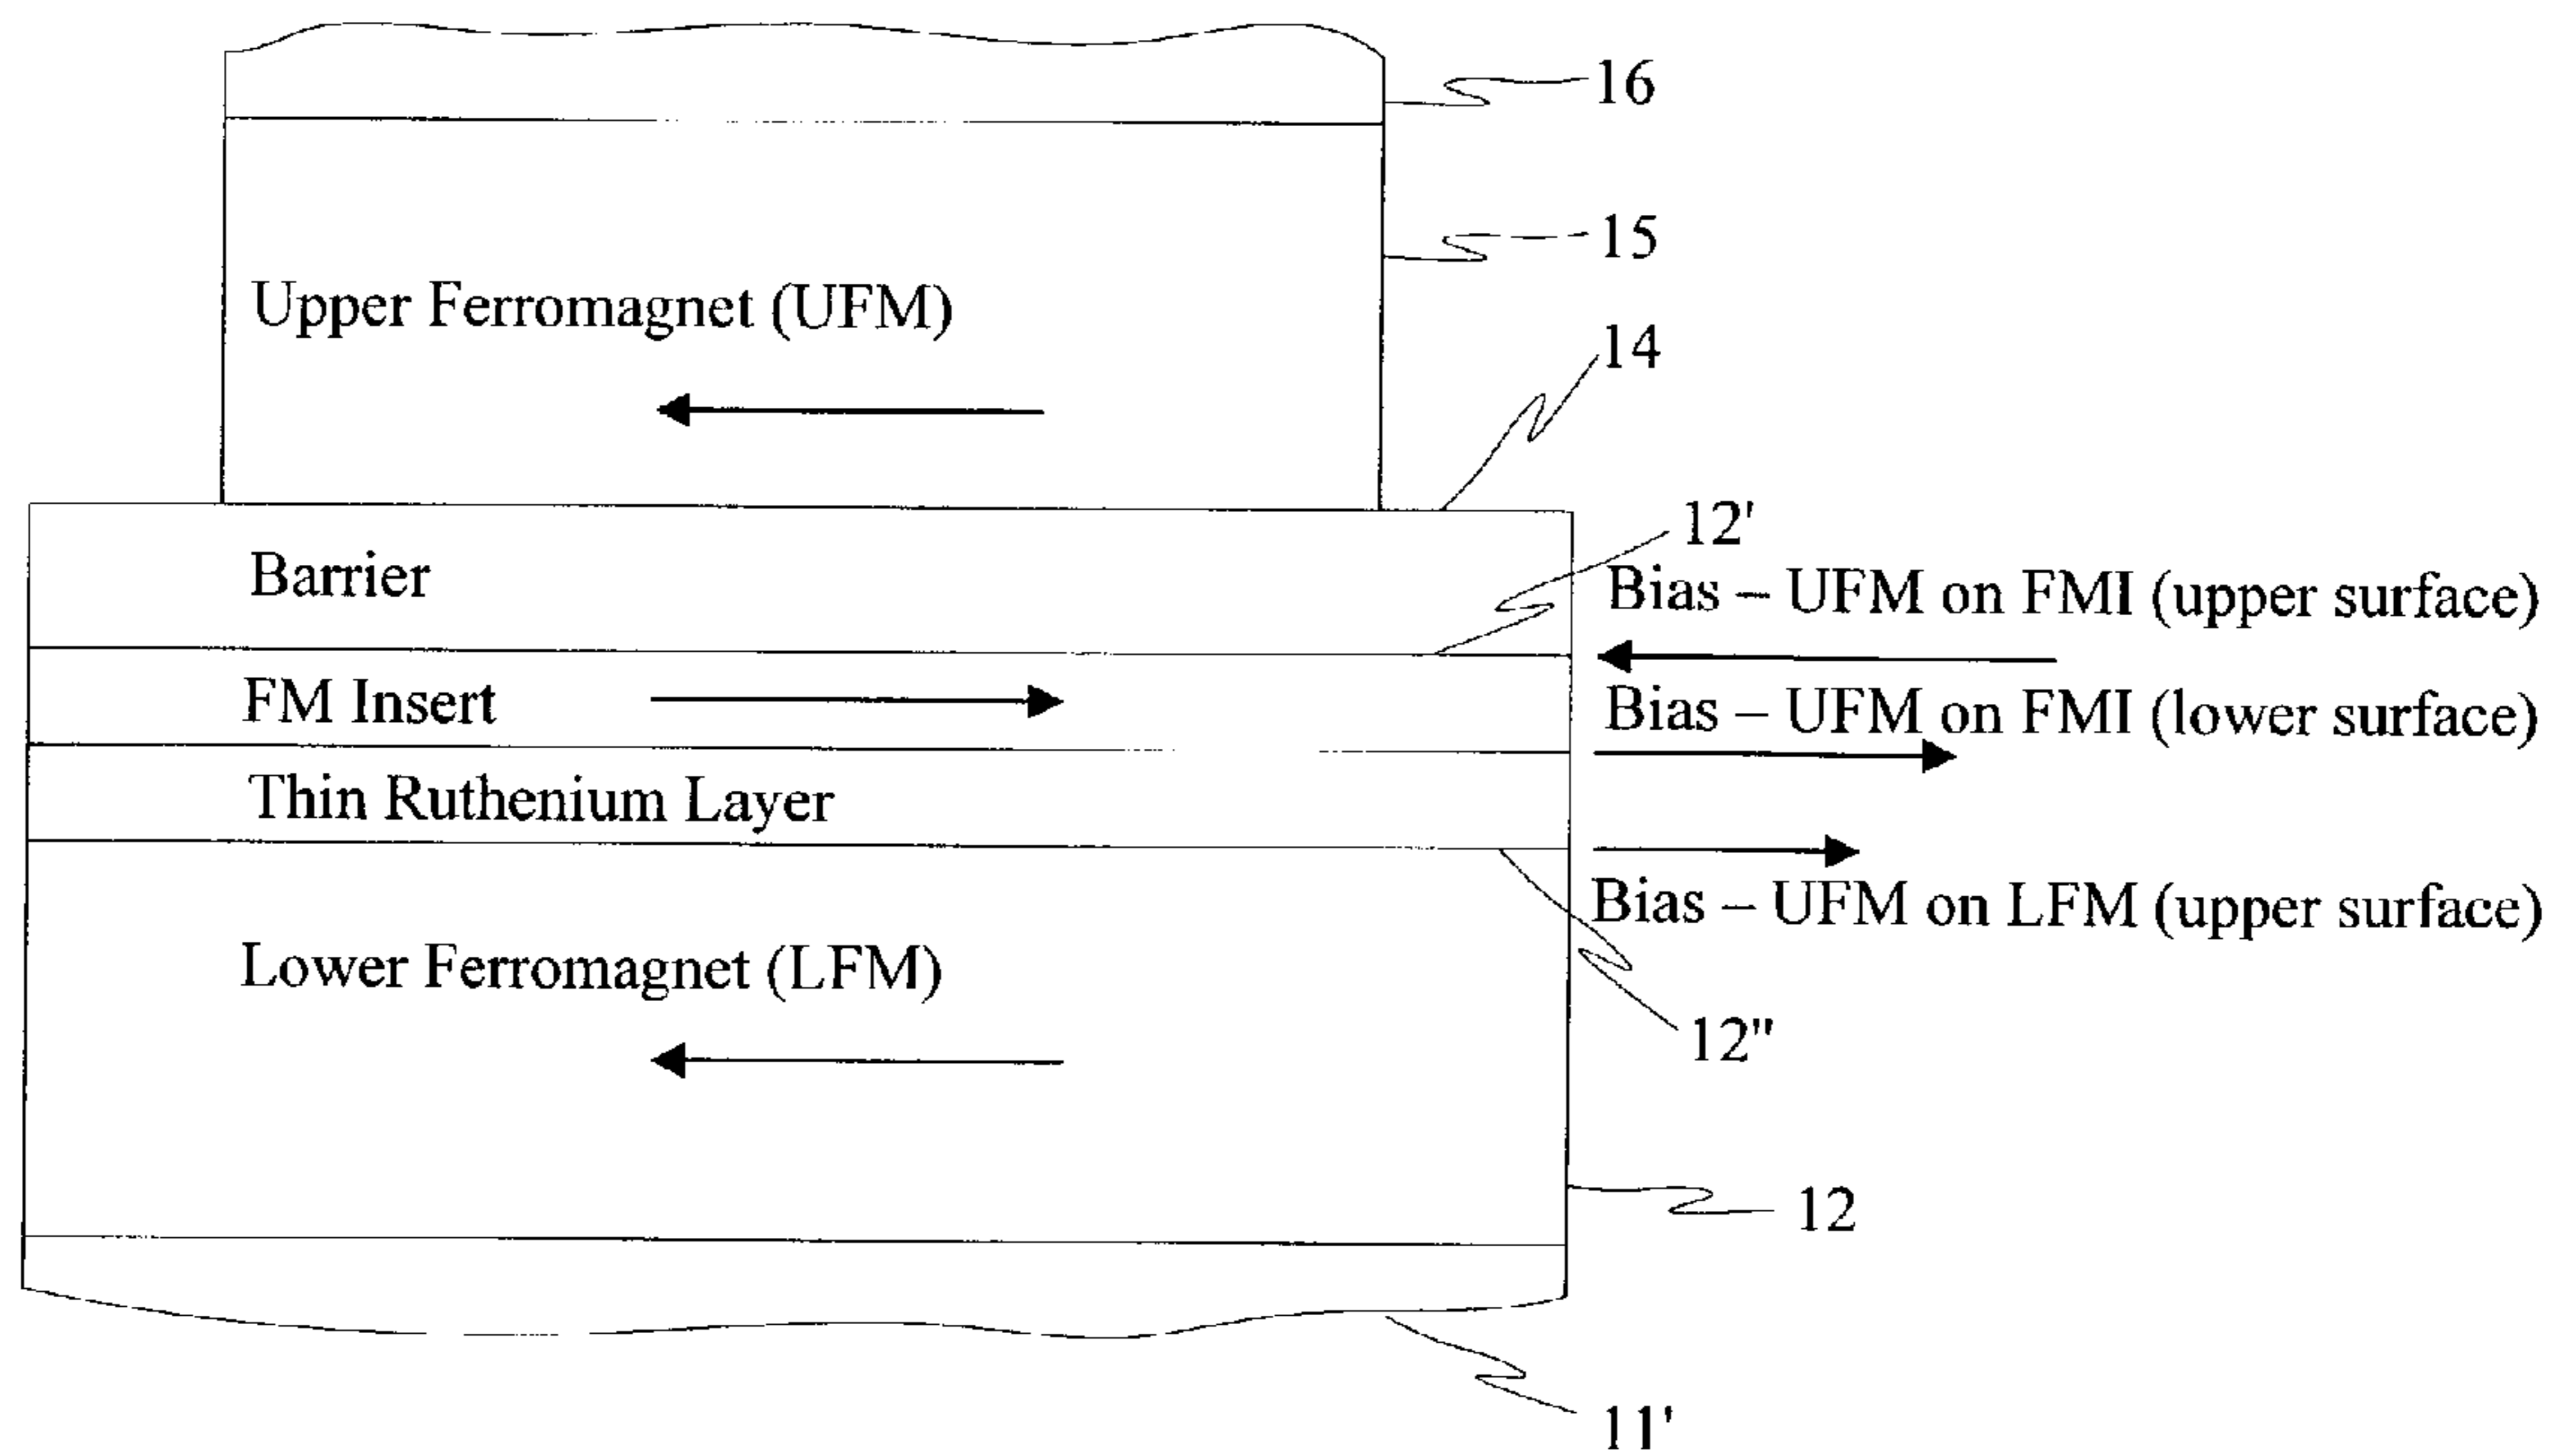 16
15
Upper Ferromagnet (UFM)
14
12'
Barrier
Bias – UFM on FMI (upper surface)
FM Insert
Bias – UFM on FMI (lower surface)
Thin Ruthenium Layer
Bias – UFM on LFM (upper surface)
Lower Ferromagnet (LFM)
12"
12
11'